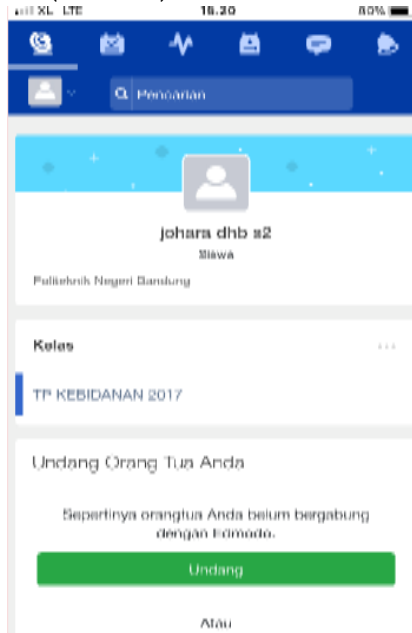 XL LTE 18.20 80%
Pencarian
johara dhb s2
Siswa
Politeknik Negeri Bandung
Kelas
TP KEBIDANAN 2017
Undang Orang Tua Anda
Sepertinya orangtua Anda belum bergabung
dengan Edmodo.
Undang
Atau